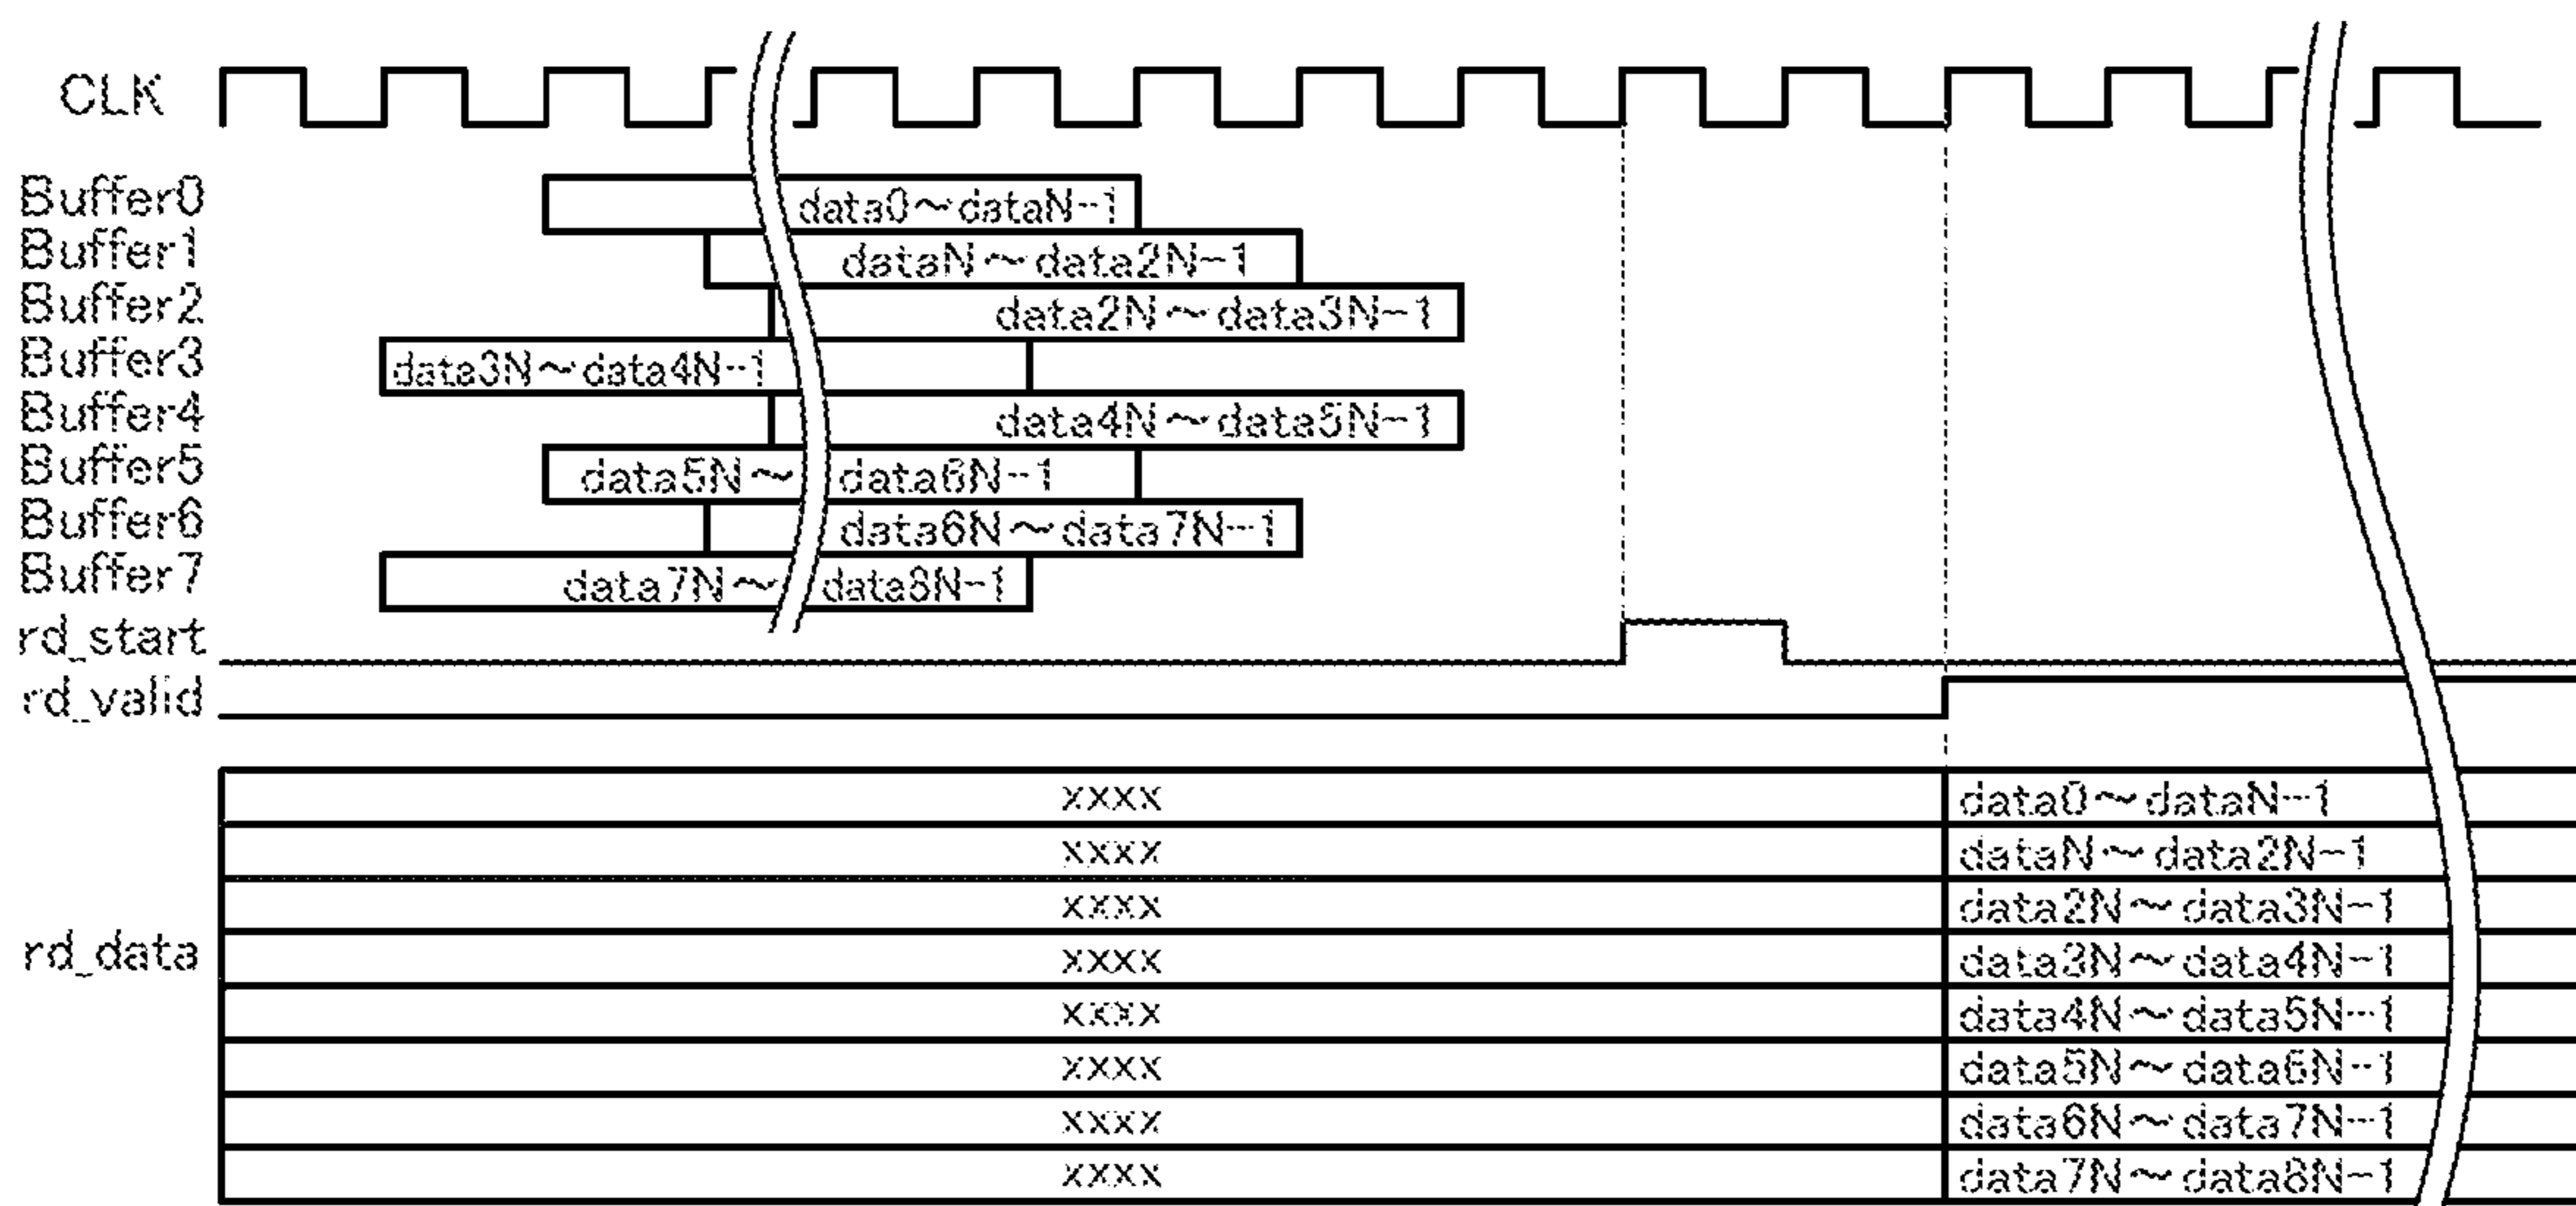 CLK
Buffer0 data0～dataN-1
Buffer1 dataN～data2N-1
Buffer2 data2N～data3N-1
Buffer3 data3N～data4N-1
Buffer4 data4N～data5N-1
Buffer5 data5N～ data6N-1
Buffer6 data6N～data7N-1
Buffer7 data7N～ data8N-1
rd_start
rd_valid
xxxx data0～dataN-1
xxxx dataN～data2N-1
xxxx data2N～data3N-1
rd_data xxxx data3N～data4N-1
xxxx data4N～data5N-1
xxxx data5N～data6N-1
xxxx data6N～data7N-1
xxxx data7N～data8N-1